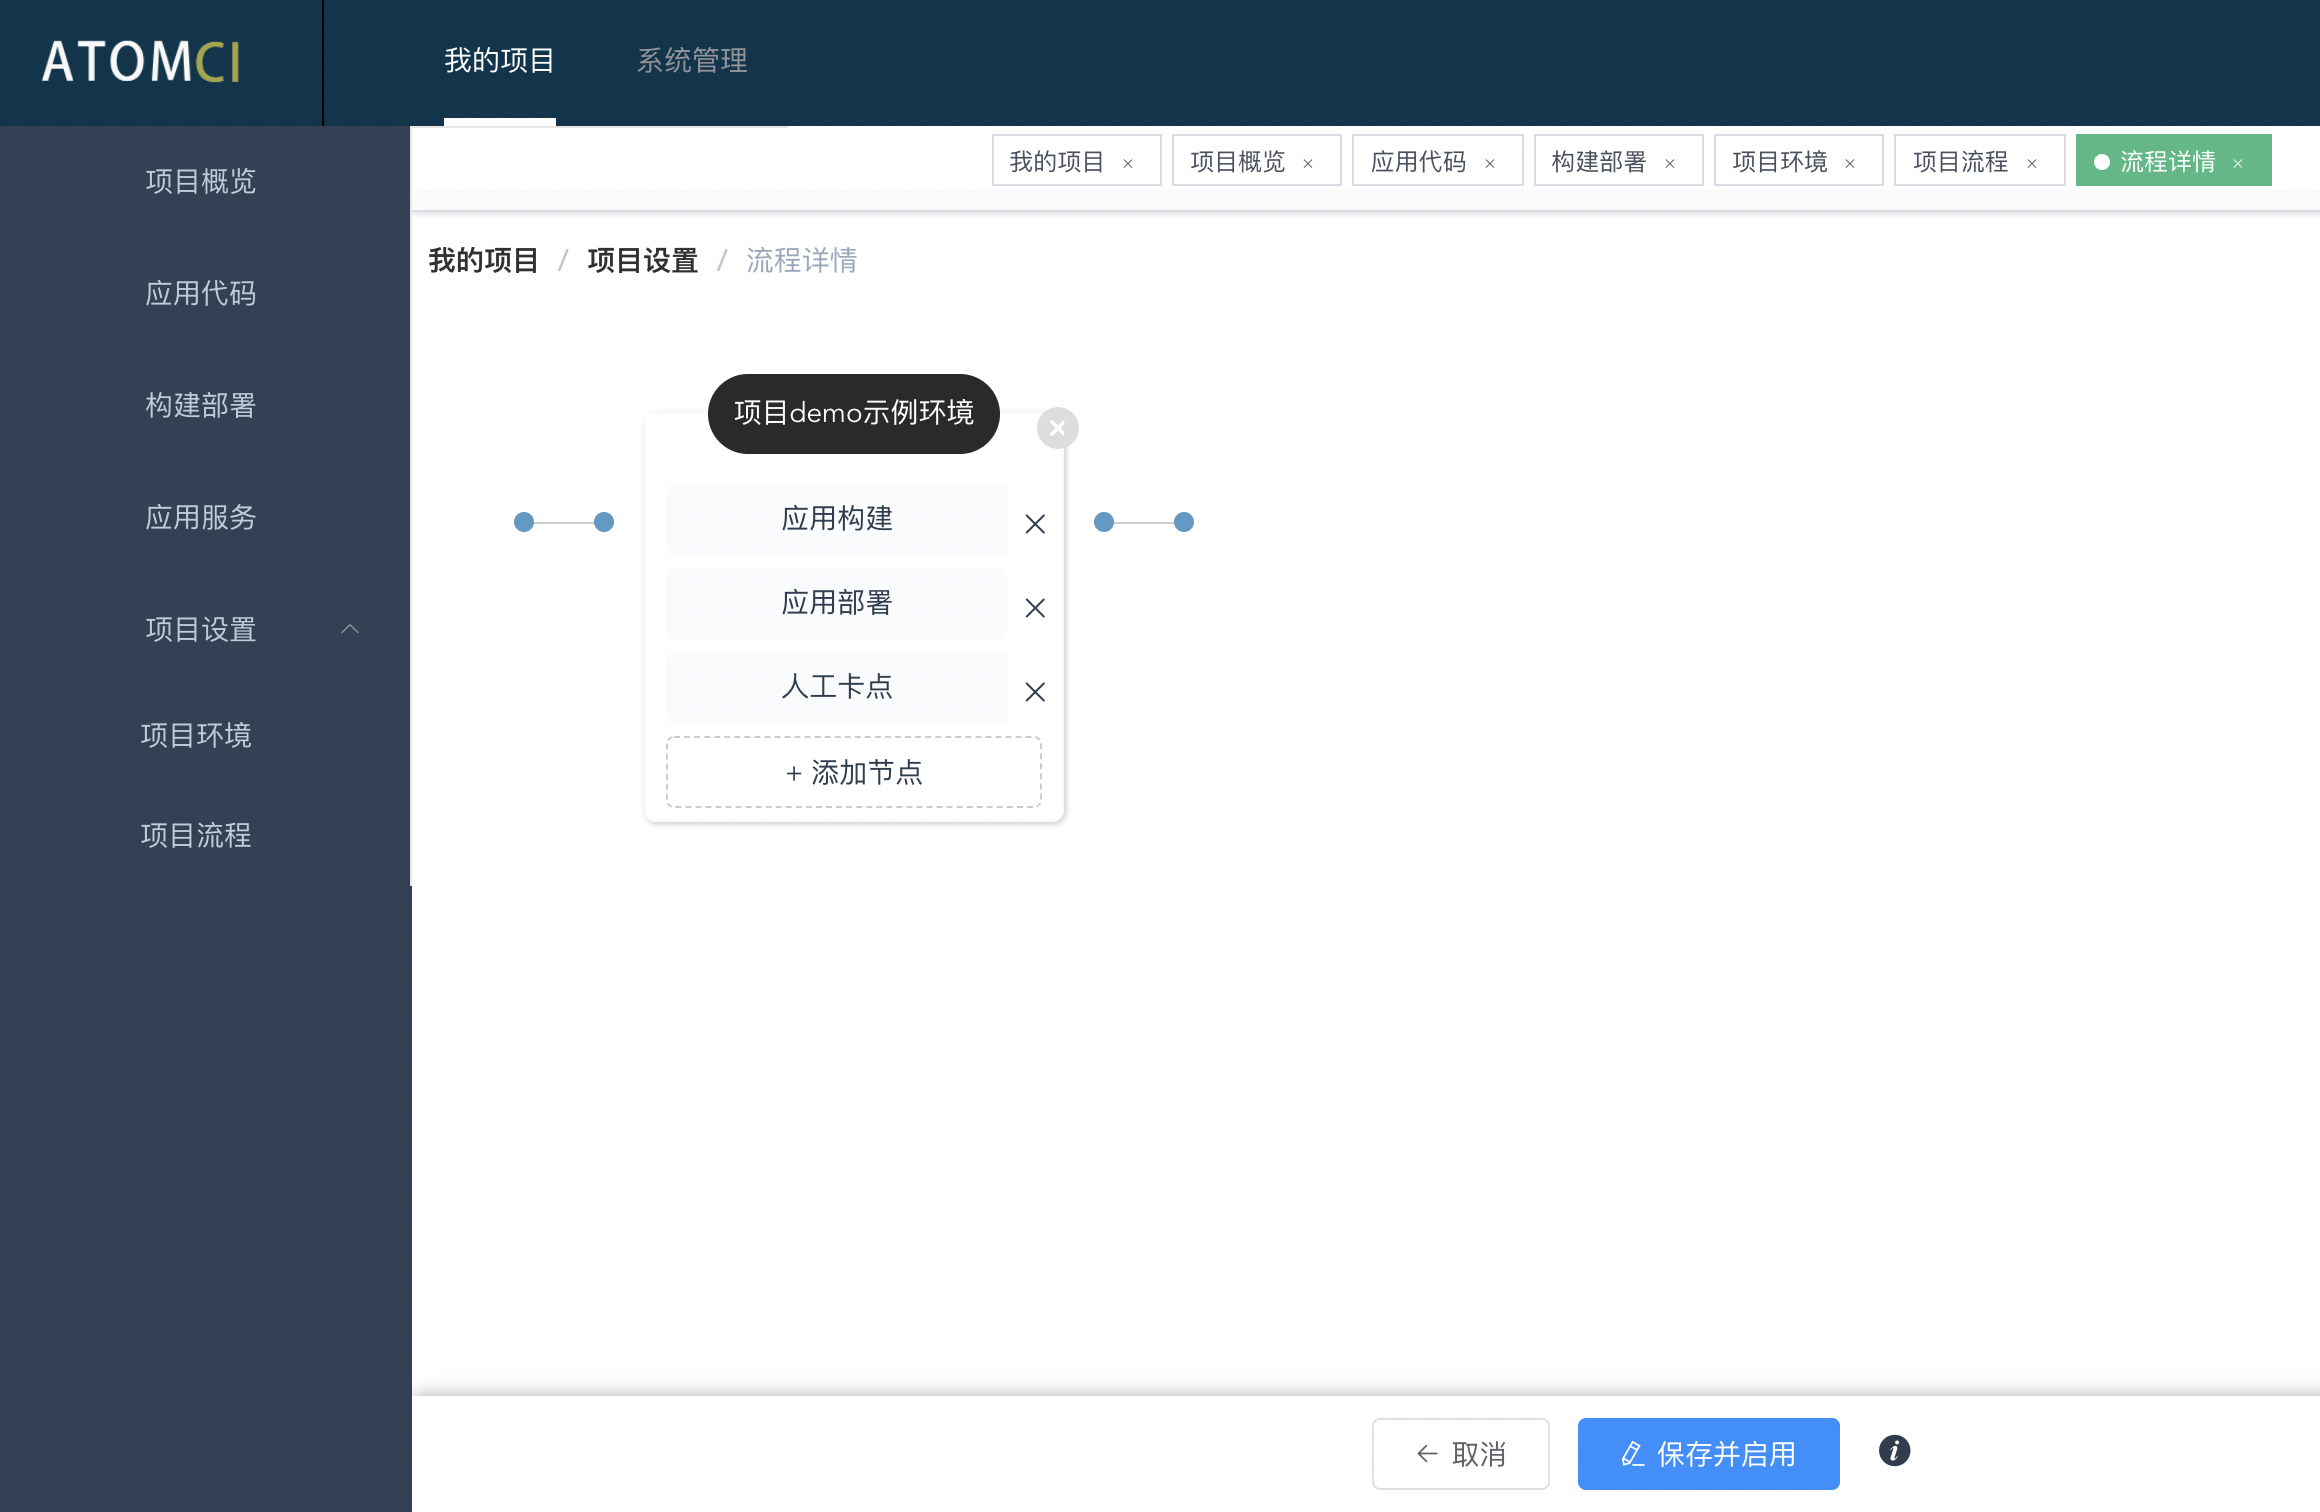 ATOMCI
我的项目
系统管理
项目概览
应用代码
构建部署
应用服务
项目设置
项目环境
项目流程
我的项目 ×
项目概览 ×
应用代码 ×
构建部署 ×
项目环境 ×
项目流程 ×
流程详情 ×
我的项目 / 项目设置 / 流程详情
项目demo示例环境
应用构建
应用部署
人工卡点
+ 添加节点
取消
保存并启用